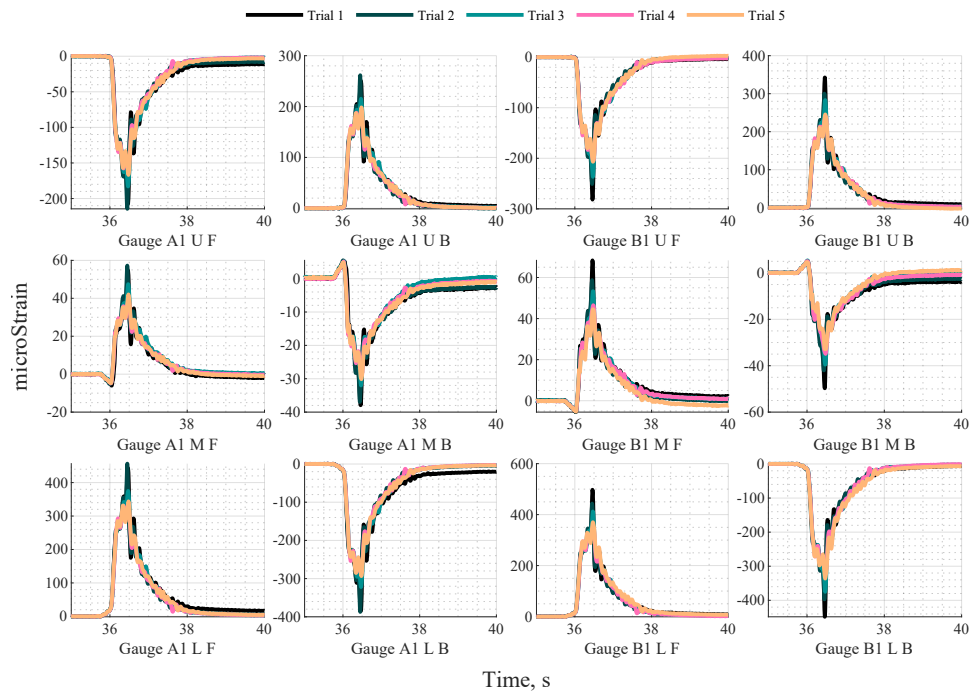 Trial 1 Trial 2 Trial 3 Trial 4 Trial 5
0 -50 -100 -150 -200 36 38 40 Gauge A1 U F
300 200 100 0 36 38 40 Gauge A1 U B
0 -100 -200 -300 36 38 40 Gauge B1 U F
400 300 200 100 0 36 38 40 Gauge B1 U B
microStrain
60 40 20 0 -20 36 38 40 Gauge A1 M F
0 -10 -20 -30 -40 36 38 40 Gauge A1 M B
60 40 20 0 36 38 40 Gauge B1 M F
0 -20 -40 -60 36 38 40 Gauge B1 M B
400 300 200 100 0 36 38 40 Gauge A1 L F
0 -100 -200 -300 -400 36 38 40 Gauge A1 L B
600 400 200 0 36 38 40 Gauge B1 L F
0 -100 -200 -300 -400 36 38 40 Gauge B1 L B
Time, s